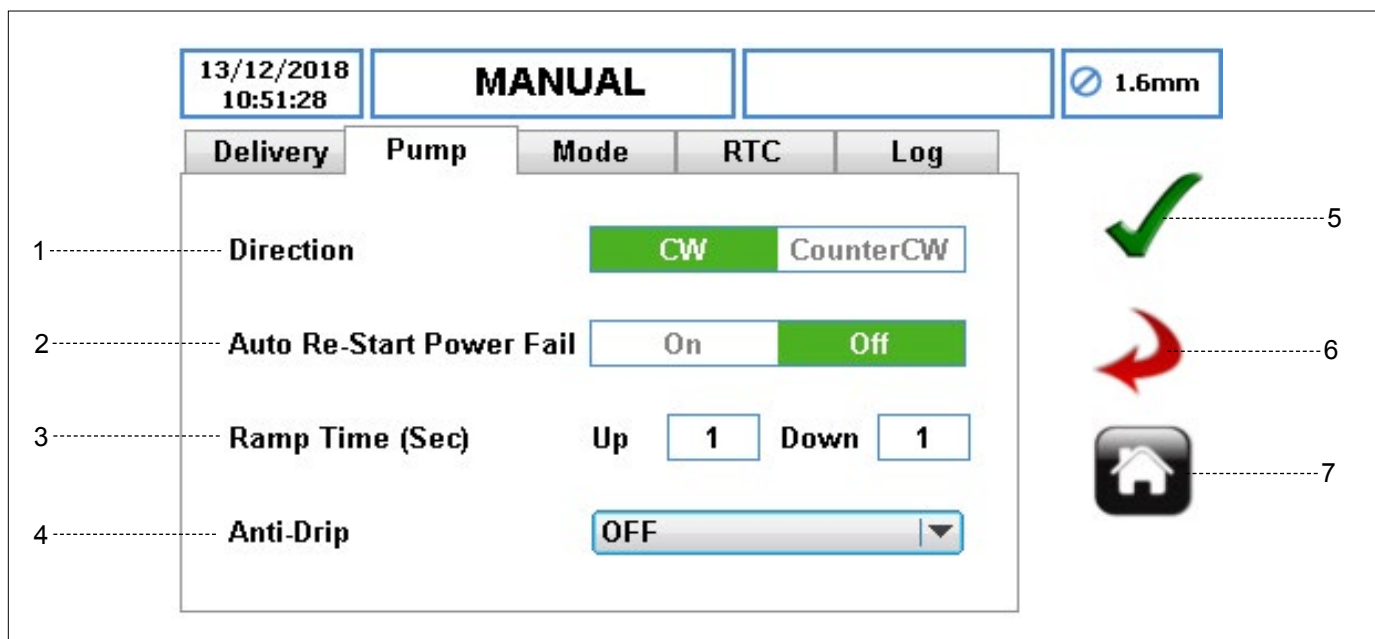 13/12/2018
10:51:28
MANUAL
1.6mm
Delivery Pump Mode RTC Log
1 Direction CW CounterCW
2 Auto Re-Start Power Fail On Off
3 Ramp Time (Sec) Up 1 Down 1
4 Anti-Drip OFF
5
6
7